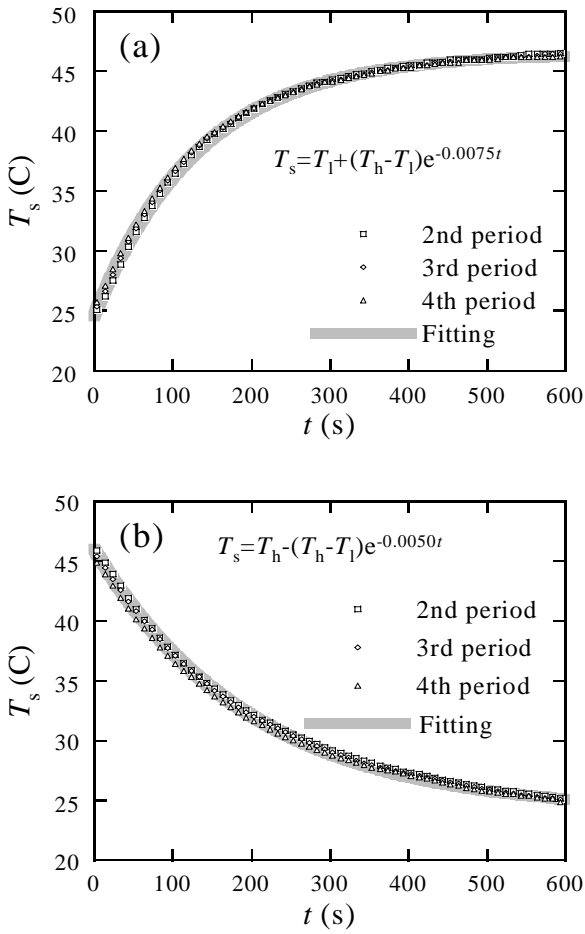 50
(a)
45
40
T_s=T_l+(T_h-T_l)e^{-0.0075t}
T_s (C)
35
2nd period
30
3rd period
4th period
25
Fitting
20
0 100 200 300 400 500 600
t (s)
50
(b)
T_s=T_h-(T_h-T_l)e^{-0.0050t}
45
40
2nd period
T_s (C)
35
3rd period
4th period
30
Fitting
25
20
0 100 200 300 400 500 600
t (s)